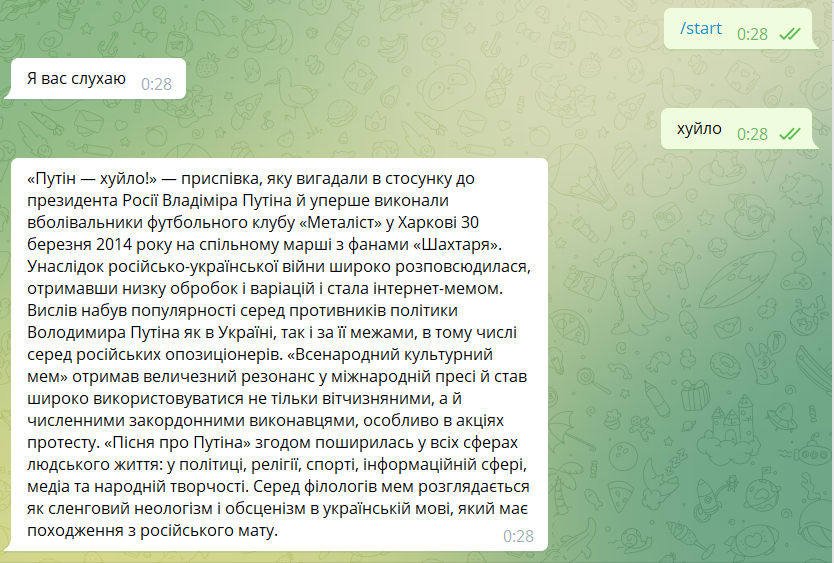 /start 0:28
Я вас слухаю 0:28
хуйло 0:28
«Путін — хуйло!» — приспівка, яку вигадали в стосунку до
президента Росії Владіміра Путіна й уперше виконали
вболівальники футбольного клубу «Металіст» у Харкові 30
березня 2014 року на спільному марші з фанами «Шахтаря».
Унаслідок російсько-української війни широко розповсюдилася,
отримавши низку обробок і варіацій і стала інтернет-мемом.
Вислів набув популярності серед противників політики
Володимира Путіна як в Україні, так і за її межами, в тому числі
серед російських опозиціонерів. «Всенародний культурний
мем» отримав величезний резонанс у міжнародній пресі й став
широко використовуватися не тільки вітчизняними, а й
численними закордонними виконавцями, особливо в акціях
протесту. «Пісня про Путіна» згодом поширилась у всіх сферах
людського життя: у політиці, релігії, спорті, інформаційній сфері,
медіа та народній творчості. Серед філологів мем розглядається
як сленговий неологізм і обсценізм в українській мові, який має
походження з російського мату. 0:28